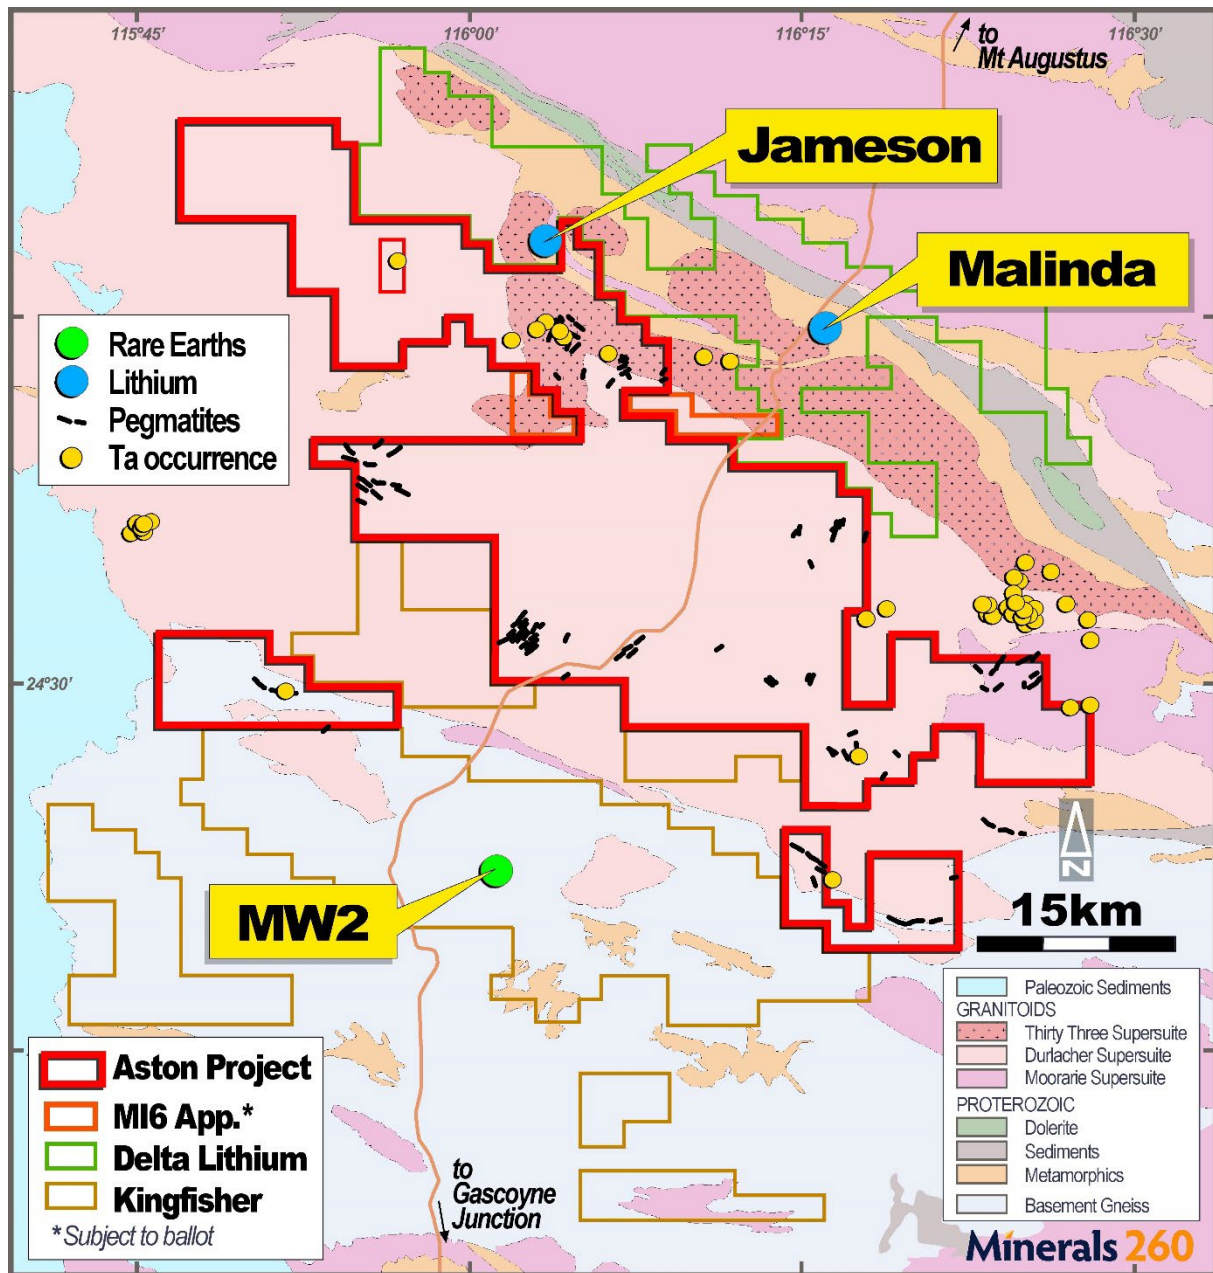 115°45'
116°00'
116°15'
116°30'
to
Mt Augustus
Jameson
Malinda
Rare Earths
Lithium
Pegmatites
Ta occurrence
24°30'
MW2
N
15km
Paleozoic Sediments
GRANITOIDS
Thirty Three Supersuite
Durlacher Supersuite
Moorarie Supersuite
PROTEROZOIC
Dolerite
Sediments
Metamorphics
Basement Gneiss
Aston Project
MI6 App.*
Delta Lithium
Kingfisher
*Subject to ballot
to
Gascoyne
Junction
Minerals 260